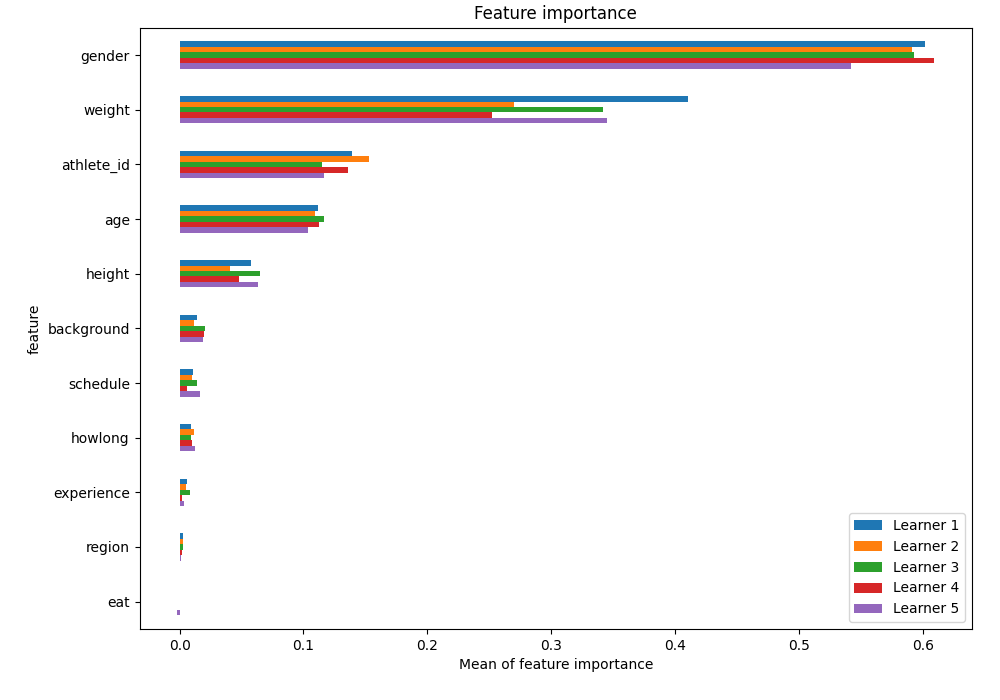 Feature importance
gender
weight
athlete_id
age
height
background
schedule
howlong
experience
region
eat
feature
0.0 0.1 0.2 0.3 0.4 0.5 0.6
Mean of feature importance
Learner 1
Learner 2
Learner 3
Learner 4
Learner 5